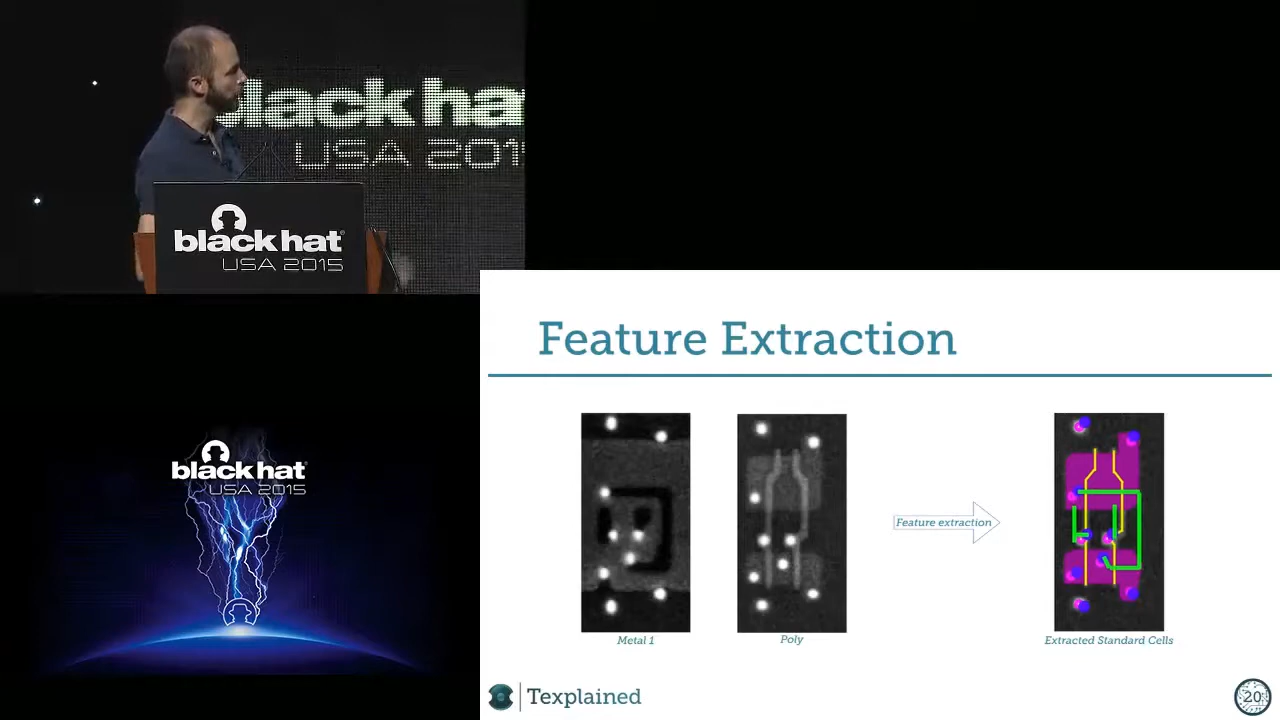 black hat
USA 201
black hat
USA 2015
black hat
USA 2015
Feature Extraction
Feature extraction
Metal 1
Poly
Extracted Standard Cells
Texplained
20